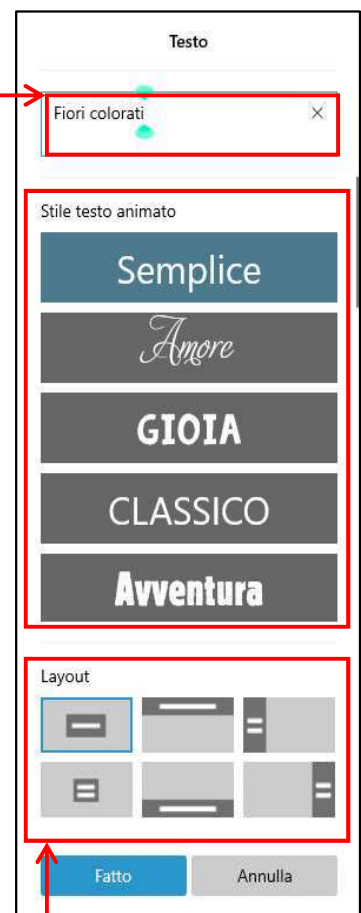 Testo
Fiori colorati
Stile testo animato
Semplice
Amore
GIOIA
CLASSICO
Avventura
Layout
Fatto
Annulla